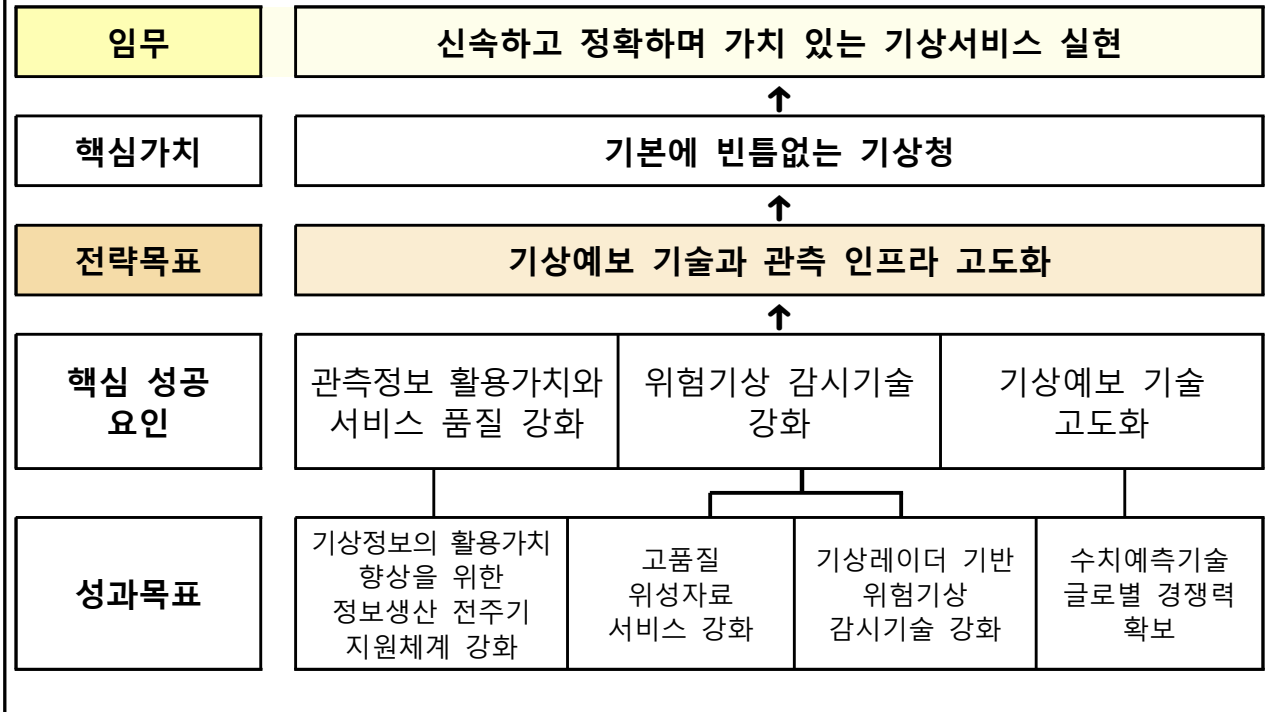 임무
신속하고 정확하며 가치 있는 기상서비스 실현
↑
핵심가치
기본에 빈틈없는 기상청
↑
전략목표
기상예보 기술과 관측 인프라 고도화
↑
핵심 성공
요인
관측정보 활용가치와
서비스 품질 강화
위험기상 감시기술
강화
기상예보 기술
고도화
성과목표
기상정보의 활용가치
향상을 위한
정보생산 전주기
지원체계 강화
고품질
위성자료
서비스 강화
기상레이더 기반
위험기상
감시기술 강화
수치예측기술
글로벌 경쟁력
확보